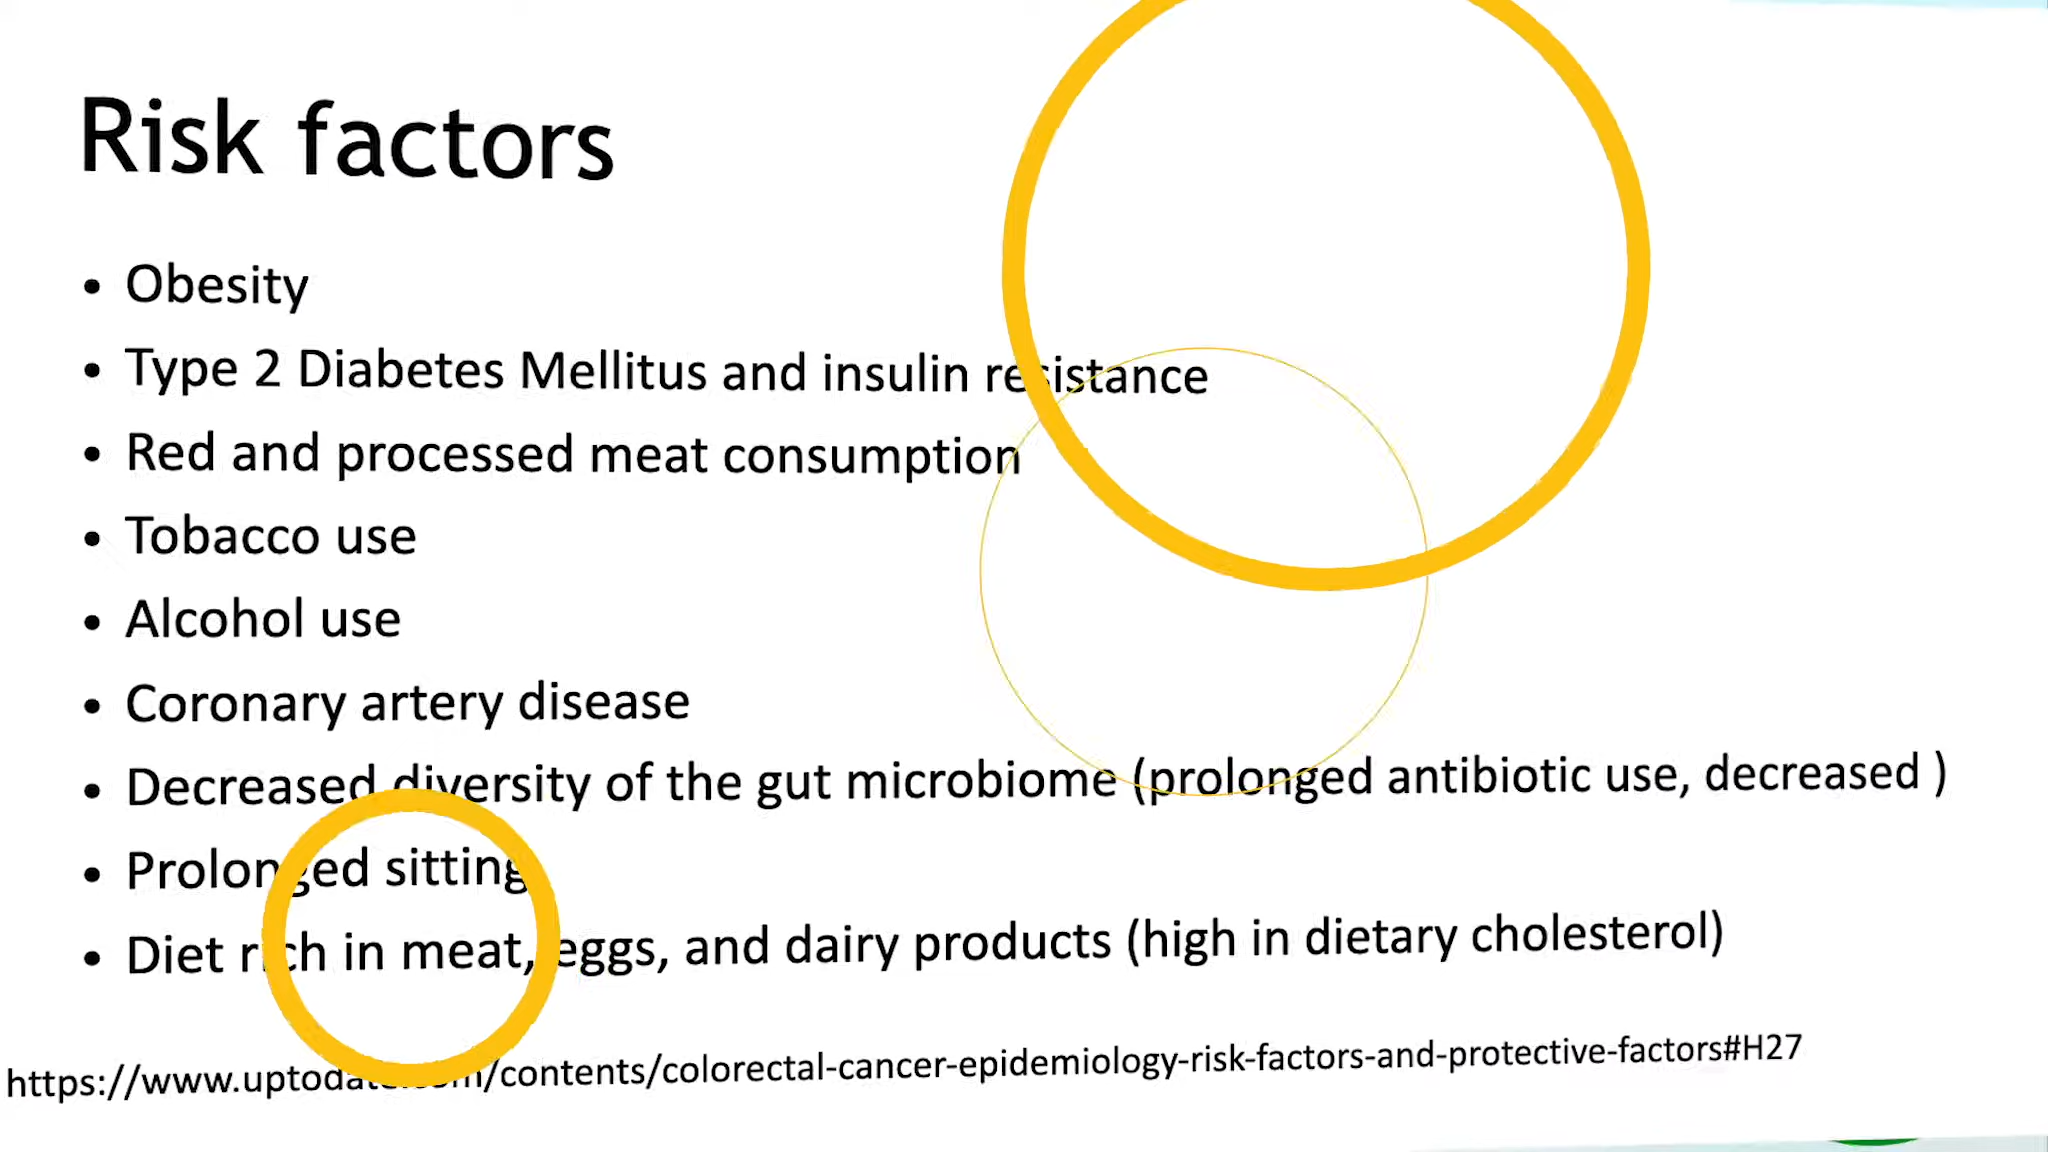 Risk factors
• Obesity
• Type 2 Diabetes Mellitus and insulin resistance
• Red and processed meat consumption
• Tobacco use
• Alcohol use
• Coronary artery disease
• Decreased diversity of the gut microbiome (prolonged antibiotic use, decreased )
• Prolonged sitting
• Diet rich in meat, eggs, and dairy products (high in dietary cholesterol)
https://www.uptodate.com/contents/colorectal-cancer-epidemiology-risk-factors-and-protective-factors#H27